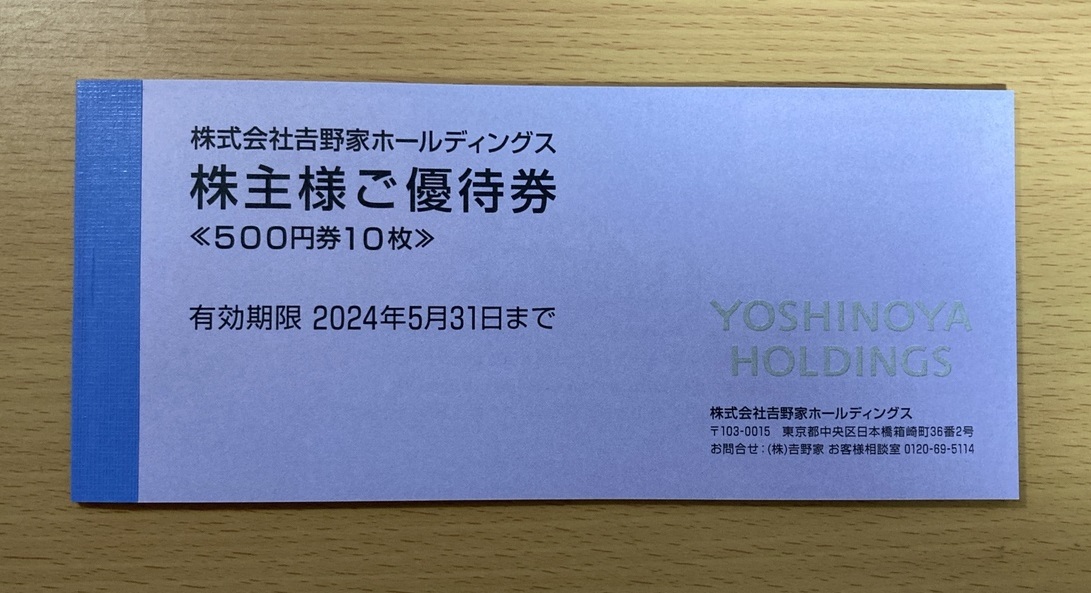 株式会社𠮷野家ホールディングス
株主様ご優待券
≪500円券10枚≫
有効期限 2024年5月31日まで
YOSHINOYA
HOLDINGS
株式会社𠮷野家ホールディングス
〒103-0015 東京都中央区日本橋箱崎町36番2号
お問合せ：(株)𠮷野家 お客様相談室 0120-69-5114